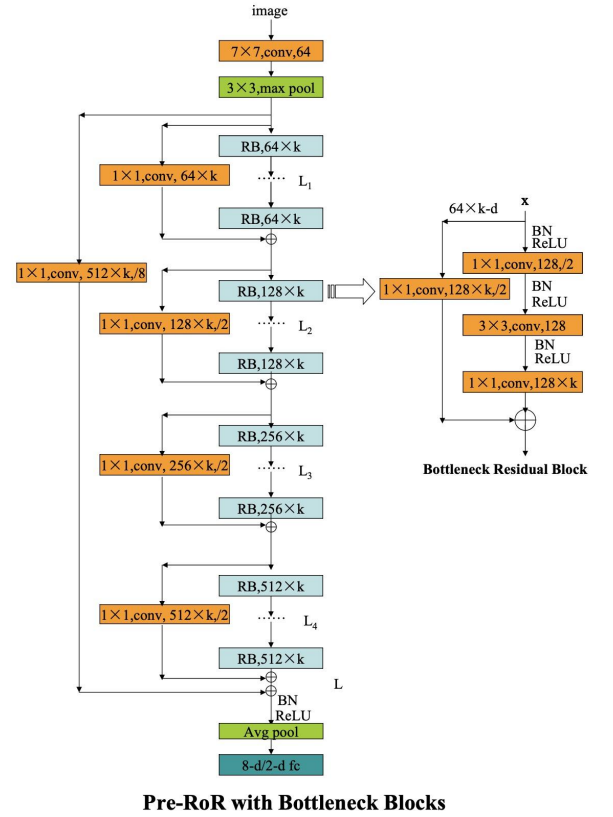 image
7×7,conv,64
3×3,max pool
RB,64×k
1×1,conv, 64×k
...... L1
RB,64×k
1×1,conv, 512×k,/8
RB,128×k
1×1,conv, 128×k,/2
...... L2
RB,128×k
RB,256×k
1×1,conv, 256×k,/2
...... L3
RB,256×k
RB,512×k
1×1,conv, 512×k,/2
...... L4
RB,512×k
L
BN
ReLU
Avg pool
8-d/2-d fc
x
64×k-d
BN
ReLU
1×1,conv,128,/2
1×1,conv,128×k,/2
BN
ReLU
3×3,conv,128
BN
ReLU
1×1,conv,128×k
Bottleneck Residual Block
Pre-RoR with Bottleneck Blocks